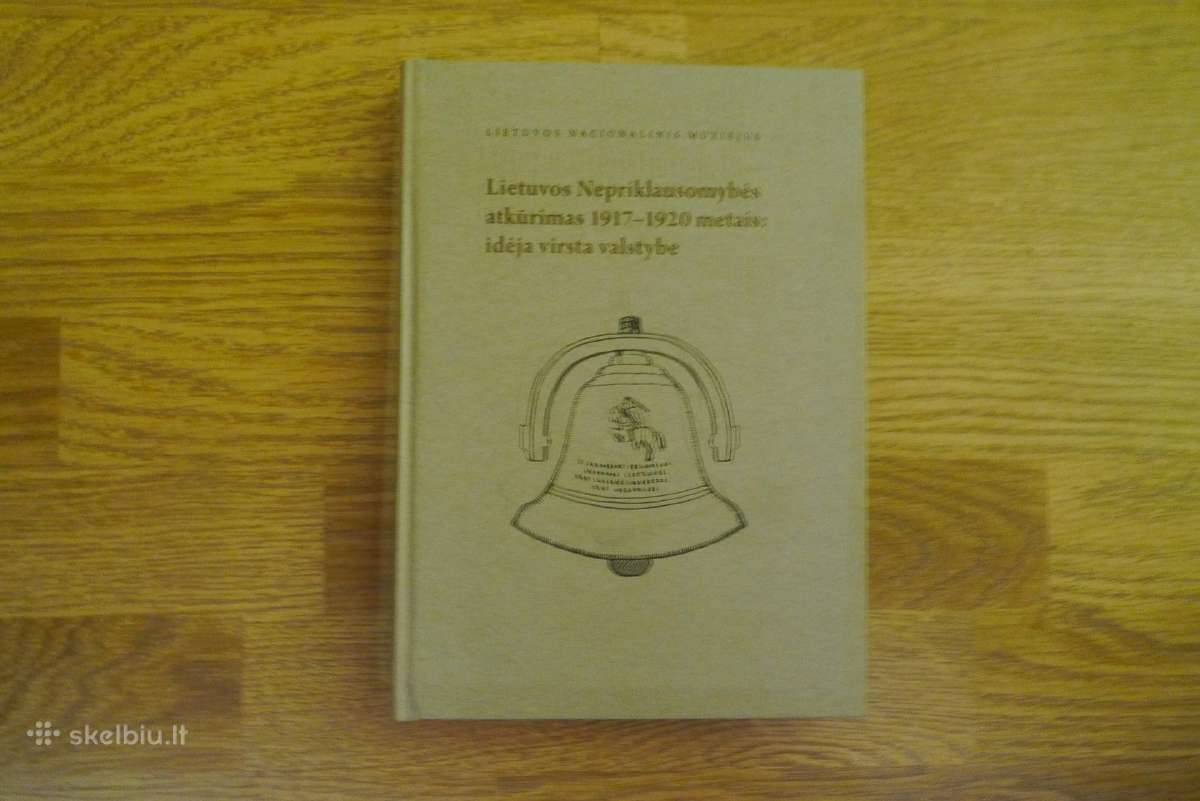 LIETUVOS NACIONALINIS MUZIEJUS
Lietuvos Nepriklausomybės
atkūrimas 1917–1920 metais:
idėja virsta valstybe
skelbiu.lt